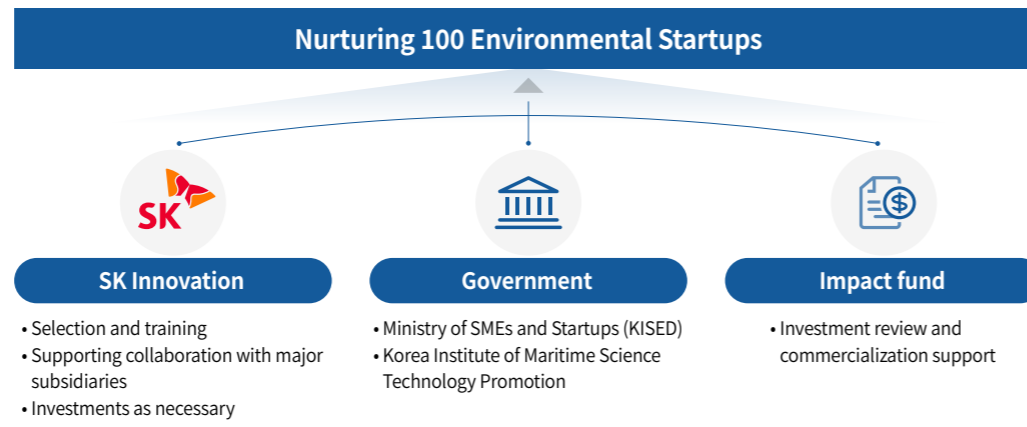 Nurturing 100 Environmental Startups
SK
$
SK Innovation
• Selection and training
• Supporting collaboration with major
subsidiaries
• Investments as necessary
Government
• Ministry of SMEs and Startups (KISED)
• Korea Institute of Maritime Science
Technology Promotion
Impact fund
• Investment review and
commercialization support